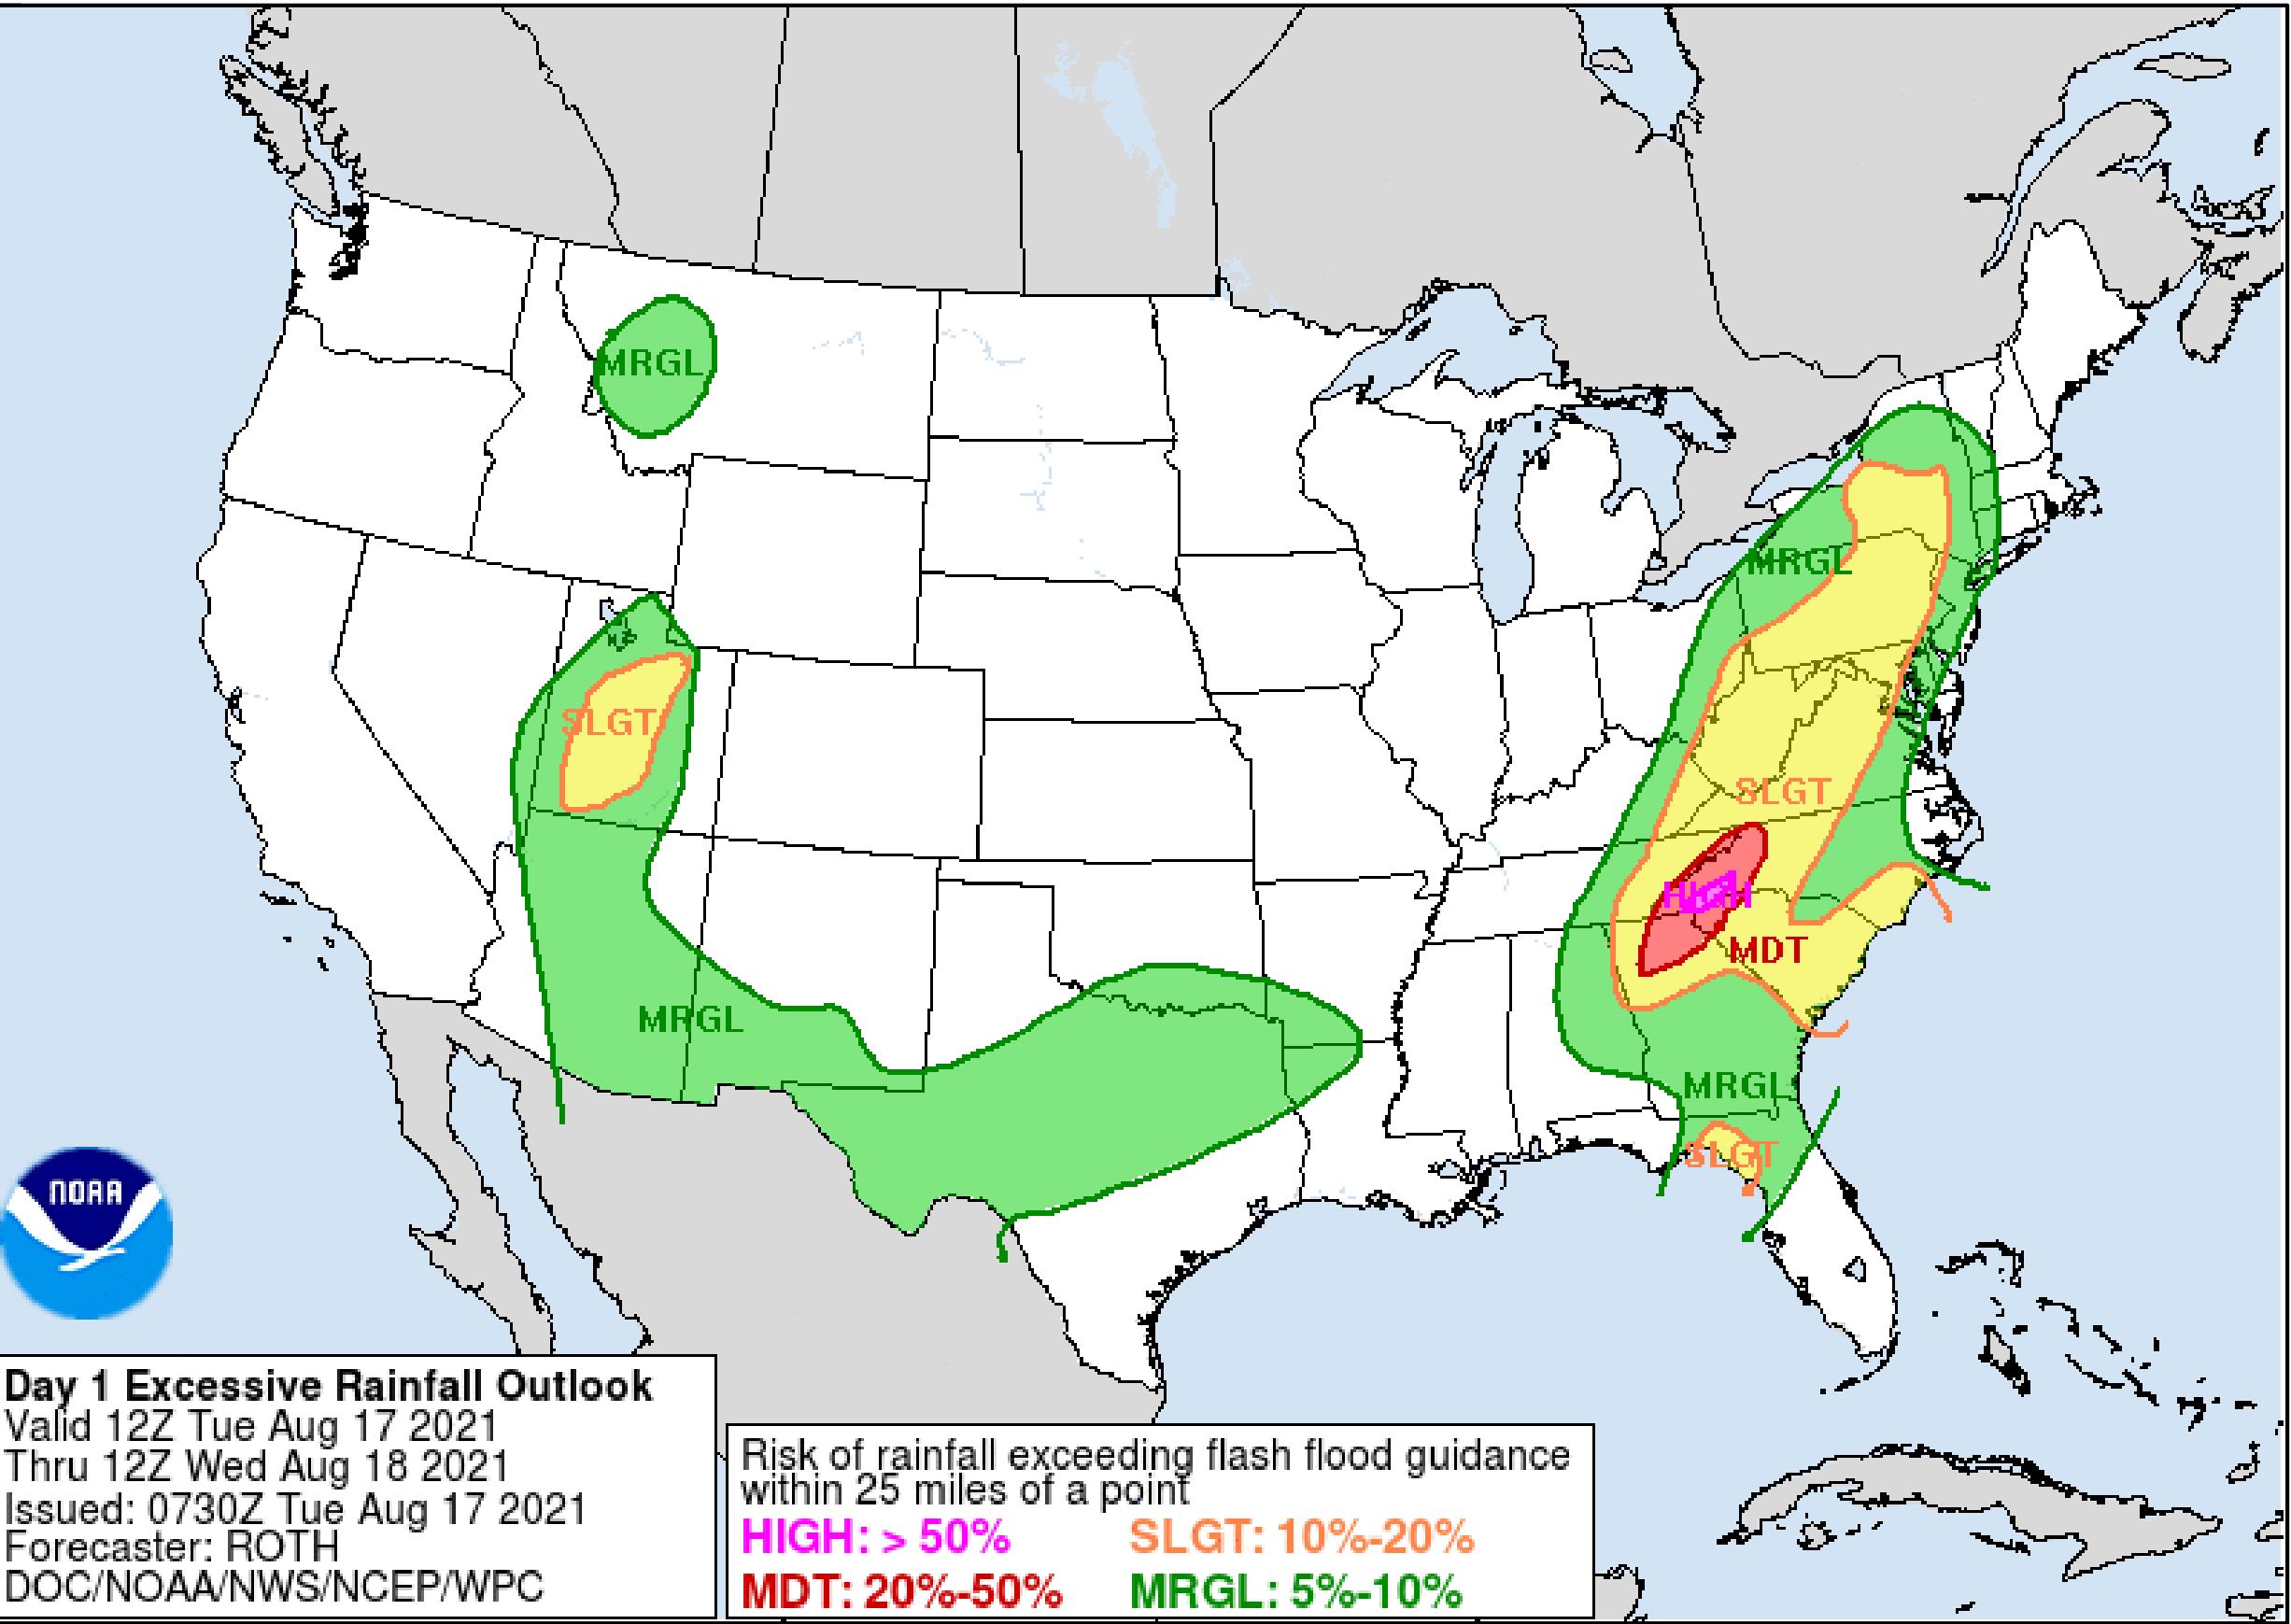 MRGL
MRGL
SLGT
SLGT
HIGH
MDT
MRGL
MRGL
SLGT
NOAA
Day 1 Excessive Rainfall Outlook
Valid 12Z Tue Aug 17 2021
Thru 12Z Wed Aug 18 2021
Issued: 0730Z Tue Aug 17 2021
Forecaster: ROTH
DOC/NOAA/NWS/NCEP/WPC
Risk of rainfall exceeding flash flood guidance
within 25 miles of a point
HIGH: > 50% SLGT: 10%-20%
MDT: 20%-50% MRGL: 5%-10%